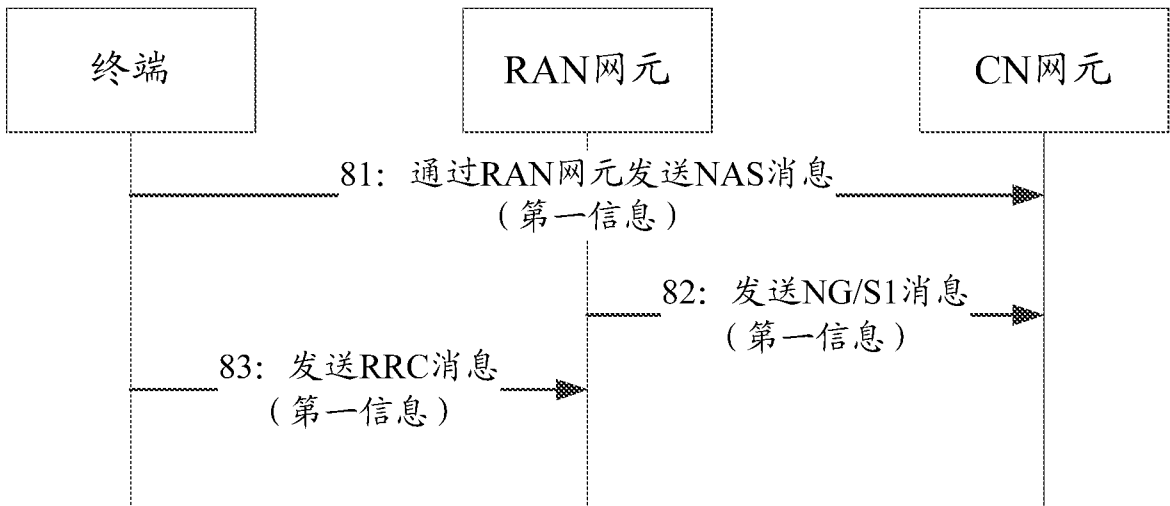 终端
RAN网元
CN网元
81：通过RAN网元发送NAS消息
（第一信息）
82：发送NG/S1消息
（第一信息）
83：发送RRC消息
（第一信息）